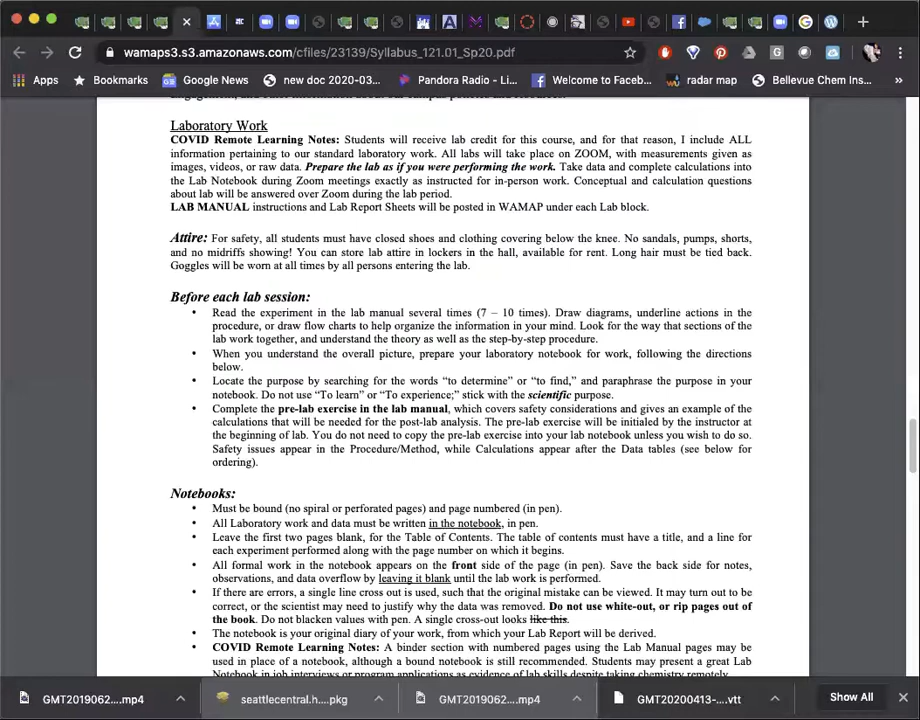 wamaps3.s3.amazonaws.com/cfiles/23139/Syllabus_121.01_Sp20.pdf
Apps Bookmarks Google News new doc 2020-03... Pandora Radio – Li... Welcome to Faceb... radar map Bellevue Chem Ins... »
Laboratory Work
COVID Remote Learning Notes: Students will receive lab credit for this course, and for that reason, I include ALL
information pertaining to our standard laboratory work. All labs will take place on ZOOM, with measurements given as
images, videos, or raw data. Prepare the lab as if you were performing the work. Take data and complete calculations into
the Lab Notebook during Zoom meetings exactly as instructed for in-person work. Conceptual and calculation questions
about lab will be answered over Zoom during the lab period.
LAB MANUAL instructions and Lab Report Sheets will be posted in WAMAP under each Lab block.
Attire: For safety, all students must have closed shoes and clothing covering below the knee. No sandals, pumps, shorts,
and no midriffs showing! You can store lab attire in lockers in the hall, available for rent. Long hair must be tied back.
Goggles will be worn at all times by all persons entering the lab.
Before each lab session:
• Read the experiment in the lab manual several times (7 – 10 times). Draw diagrams, underline actions in the
procedure, or draw flow charts to help organize the information in your mind. Look for the way that sections of the
lab work together, and understand the theory as well as the step-by-step procedure.
• When you understand the overall picture, prepare your laboratory notebook for work, following the directions
below.
• Locate the purpose by searching for the words “to determine” or “to find,” and paraphrase the purpose in your
notebook. Do not use “To learn” or “To experience;” stick with the scientific purpose.
• Complete the pre-lab exercise in the lab manual, which covers safety considerations and gives an example of the
calculations that will be needed for the post-lab analysis. The pre-lab exercise will be initialed by the instructor at
the beginning of lab. You do not need to copy the pre-lab exercise into your lab notebook unless you wish to do so.
Safety issues appear in the Procedure/Method, while Calculations appear after the Data tables (see below for
ordering).
Notebooks:
• Must be bound (no spiral or perforated pages) and page numbered (in pen).
• All Laboratory work and data must be written in the notebook, in pen.
• Leave the first two pages blank, for the Table of Contents. The table of contents must have a title, and a line for
each experiment performed along with the page number on which it begins.
• All formal work in the notebook appears on the front side of the page (in pen). Save the back side for notes,
observations, and data overflow by leaving it blank until the lab work is performed.
• If there are errors, a single line cross out is used, such that the original mistake can be viewed. It may turn out to be
correct, or the scientist may need to justify why the data was removed. Do not use white-out, or rip pages out of
the book. Do not blacken values with pen. A single cross-out looks like this.
• The notebook is your original diary of your work, from which your Lab Report will be derived.
• COVID Remote Learning Notes: A binder section with numbered pages using the Lab Manual pages may be
used in place of a notebook, although a bound notebook is still recommended. Students may present a great Lab
Notebook in job interviews or program applications as evidence of lab skills despite taking chemistry remotely.
GMT2019062....mp4 seattlecentral.h....pkg GMT2019062....mp4 GMT20200413-....vtt Show All